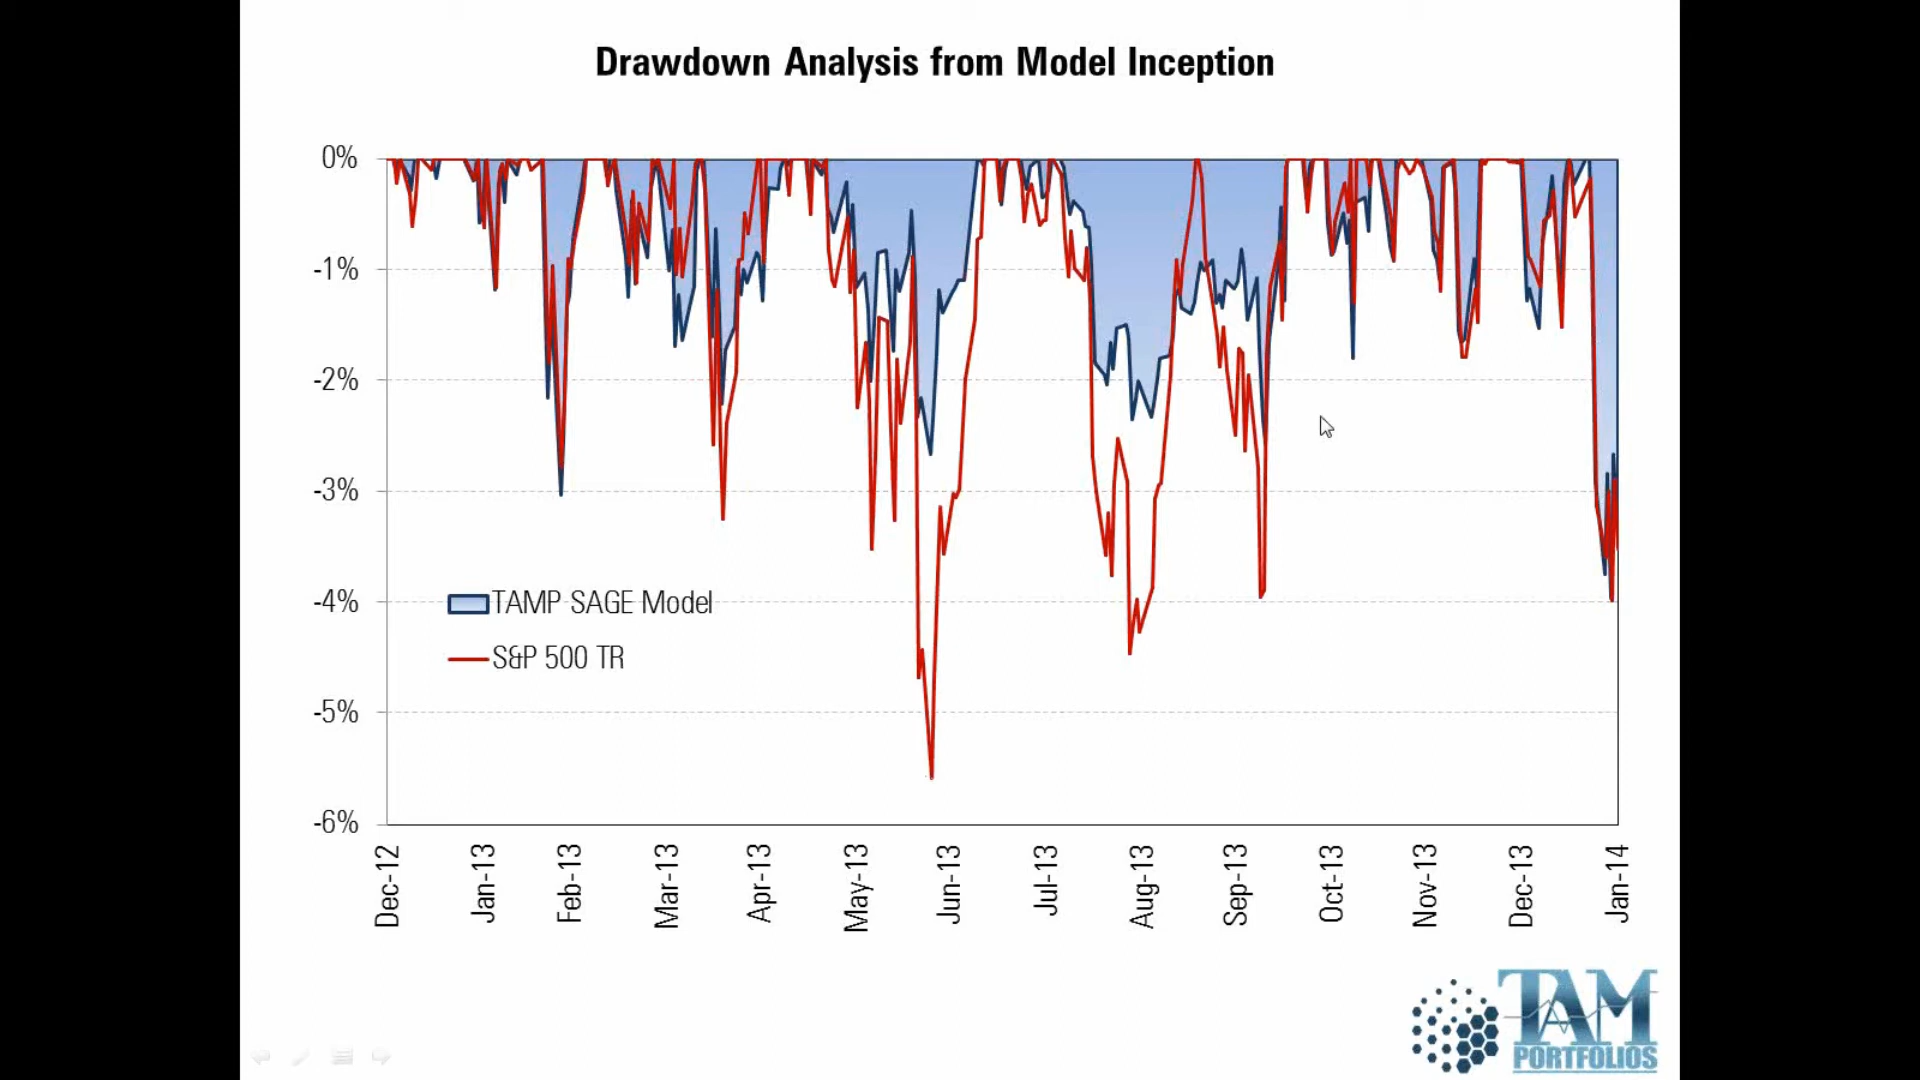 Drawdown Analysis from Model Inception
0%
-1%
-2%
-3%
-4%
-5%
-6%
TAMP SAGE Model
S&P 500 TR
Dec-12
Jan-13
Feb-13
Mar-13
Apr-13
May-13
Jun-13
Jul-13
Aug-13
Sep-13
Oct-13
Nov-13
Dec-13
Jan-14
TAM
PORTFOLIOS